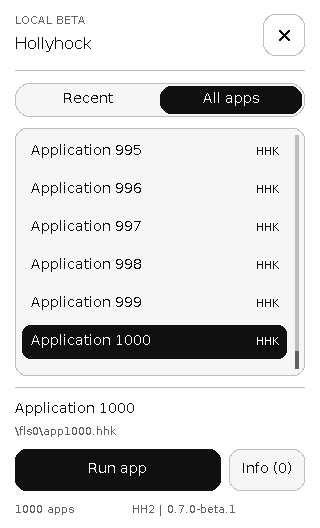 LOCAL BETA
Hollyhock
×
Recent All apps
Application 995 HHK
Application 996 HHK
Application 997 HHK
Application 998 HHK
Application 999 HHK
Application 1000 HHK
Application 1000
\fls0\app1000.hhk
Run app Info (0)
1000 apps HH2 | 0.7.0-beta.1